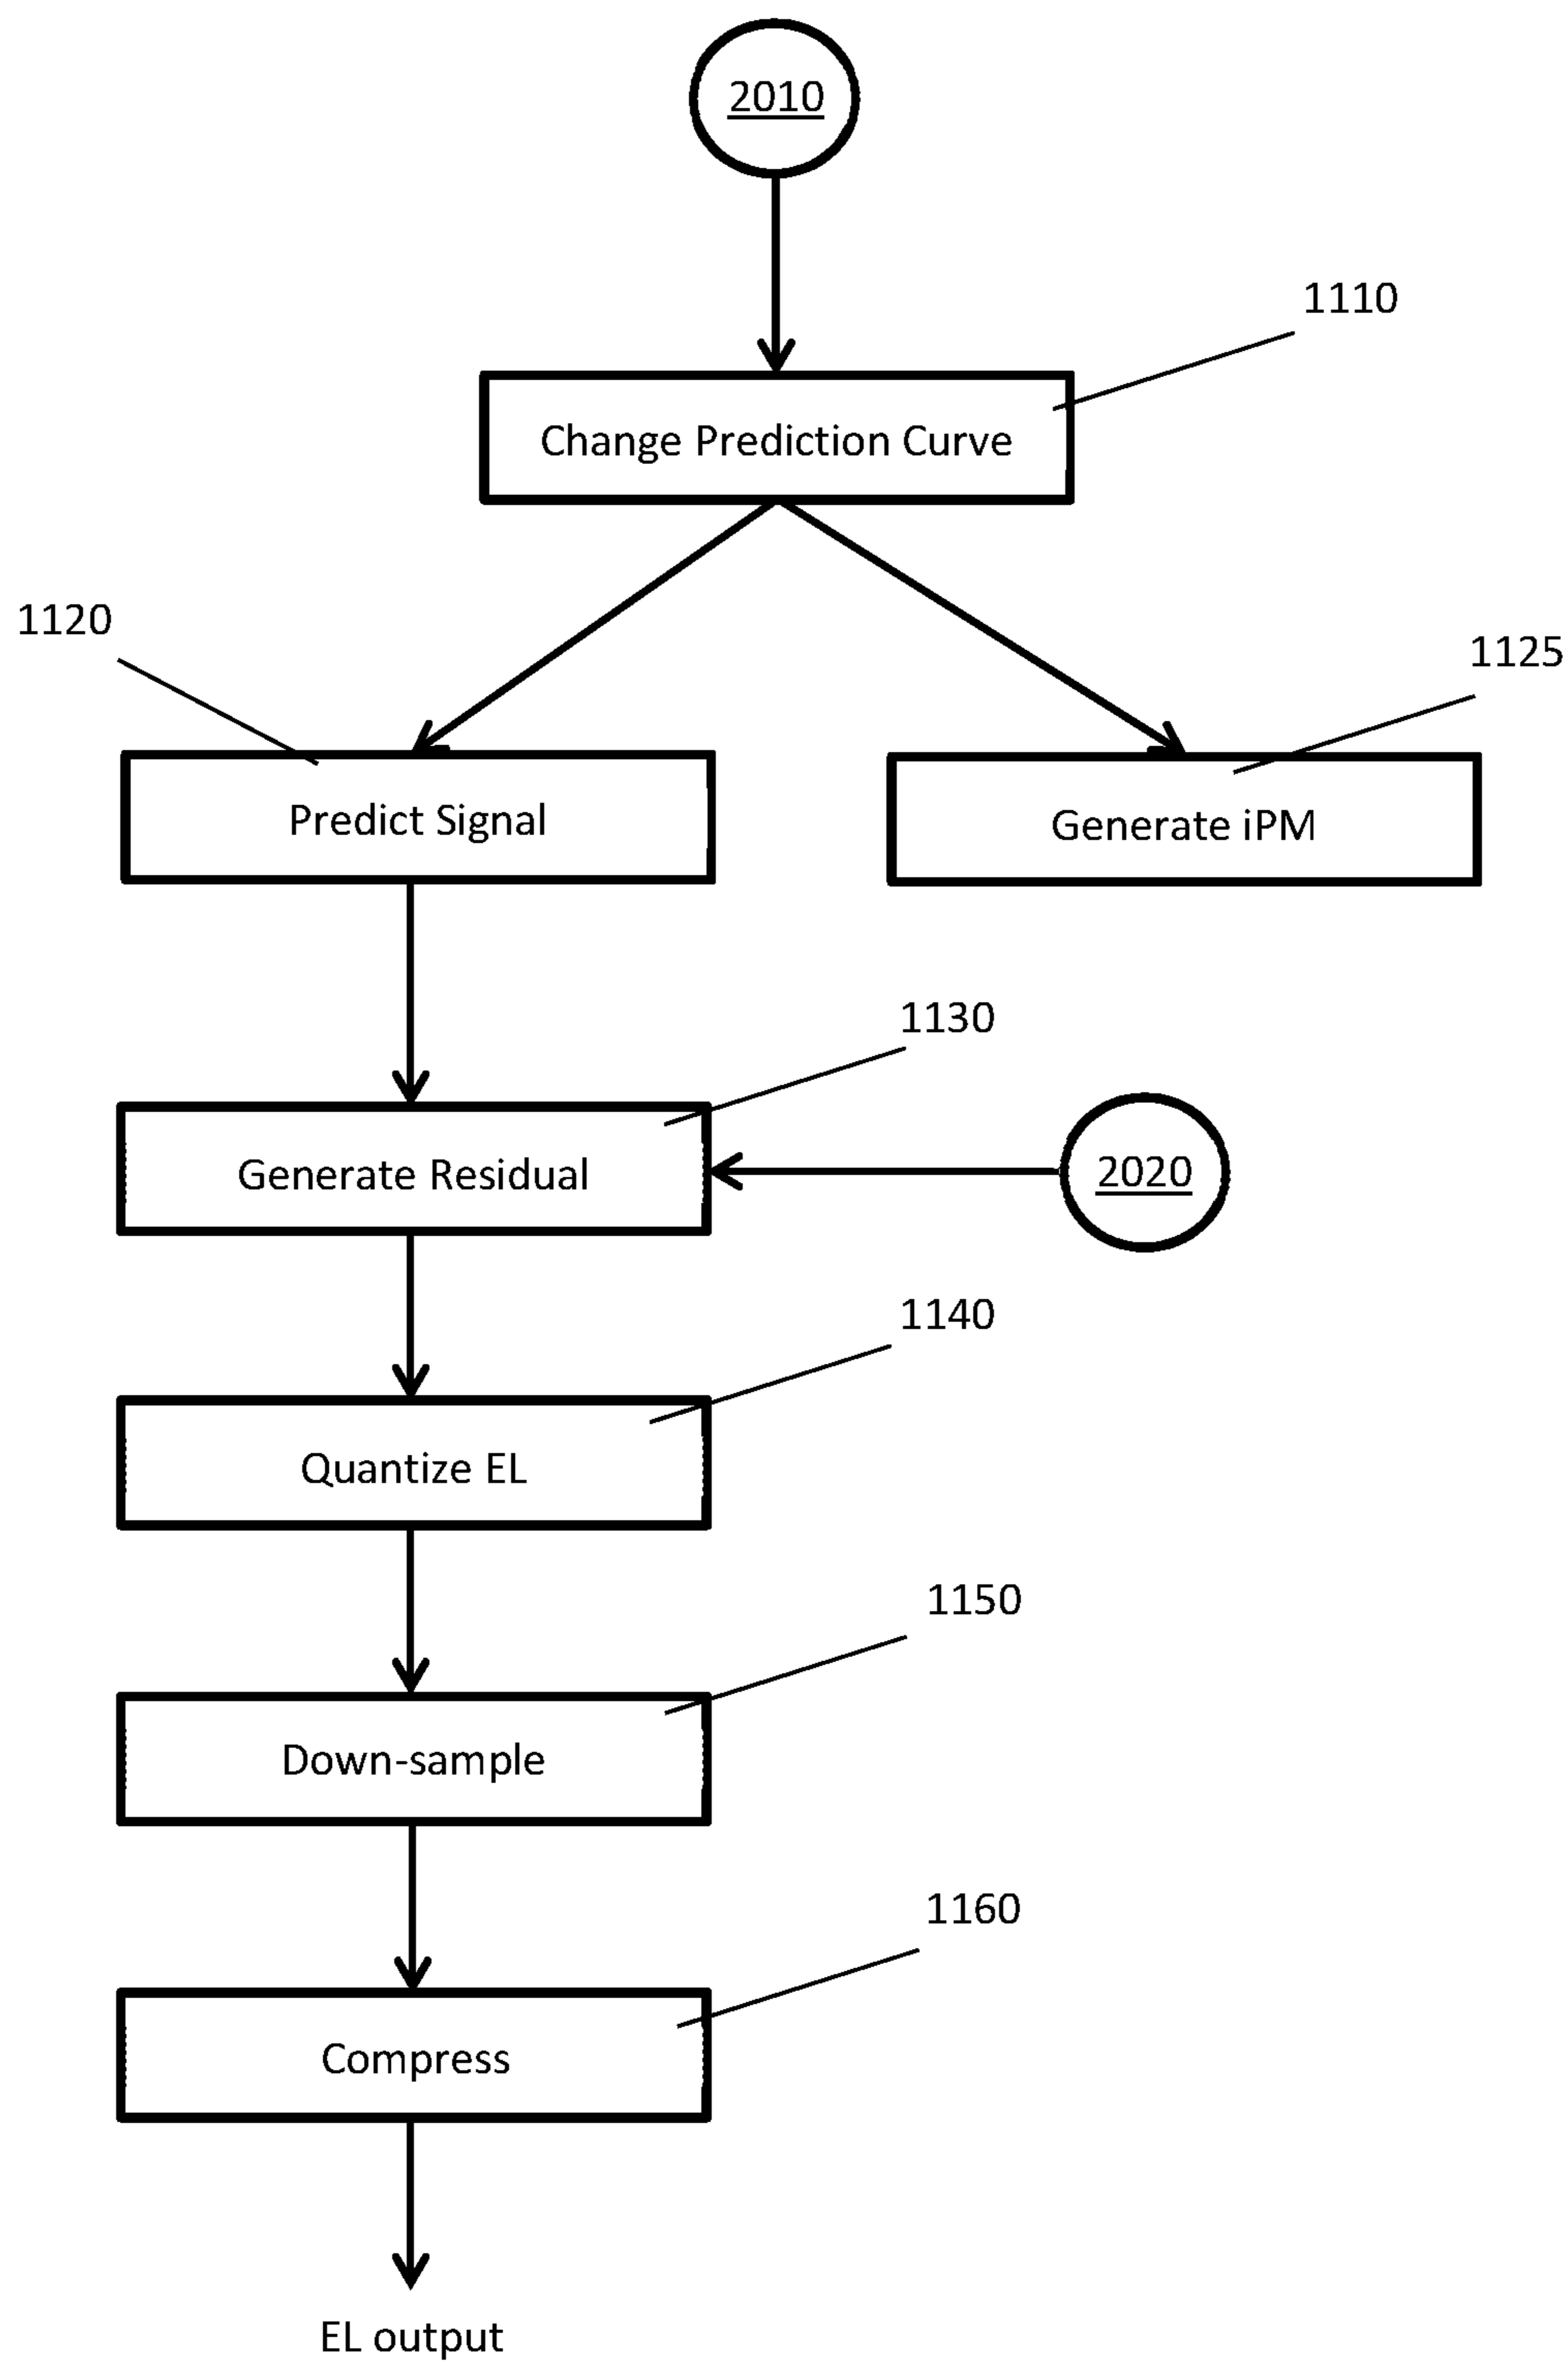 2010
1110
Change Prediction Curve
1120
1125
Predict Signal
Generate iPM
1130
Generate Residual
2020
1140
Quantize EL
1150
Down-sample
1160
Compress
EL output